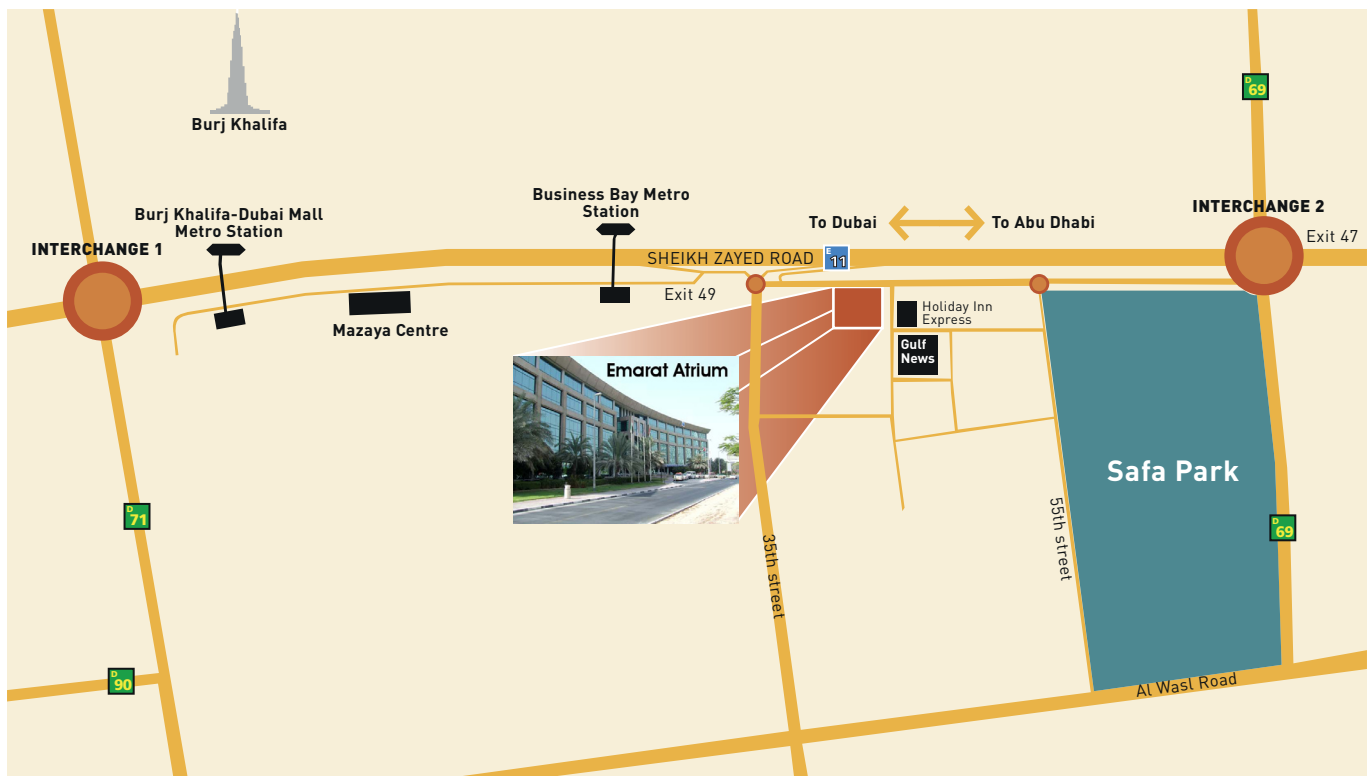 Burj Khalifa
Burj Khalifa-Dubai Mall
Metro Station
INTERCHANGE 1
Business Bay Metro
Station
To Dubai
To Abu Dhabi
INTERCHANGE 2
Exit 47
D
69
SHEIKH ZAYED ROAD
E
11
Exit 49
Mazaya Centre
Holiday Inn
Express
Gulf
News
Emarat Atrium
Safa Park
D
71
35th street
55th street
D
69
D
90
Al Wasl Road